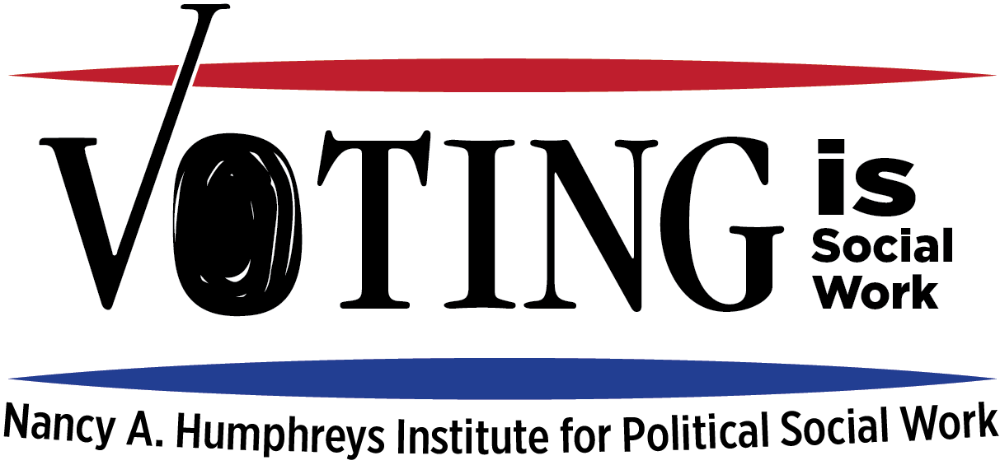 VOTING
is
Social
Work
Nancy A. Humphreys Institute for Political Social Work